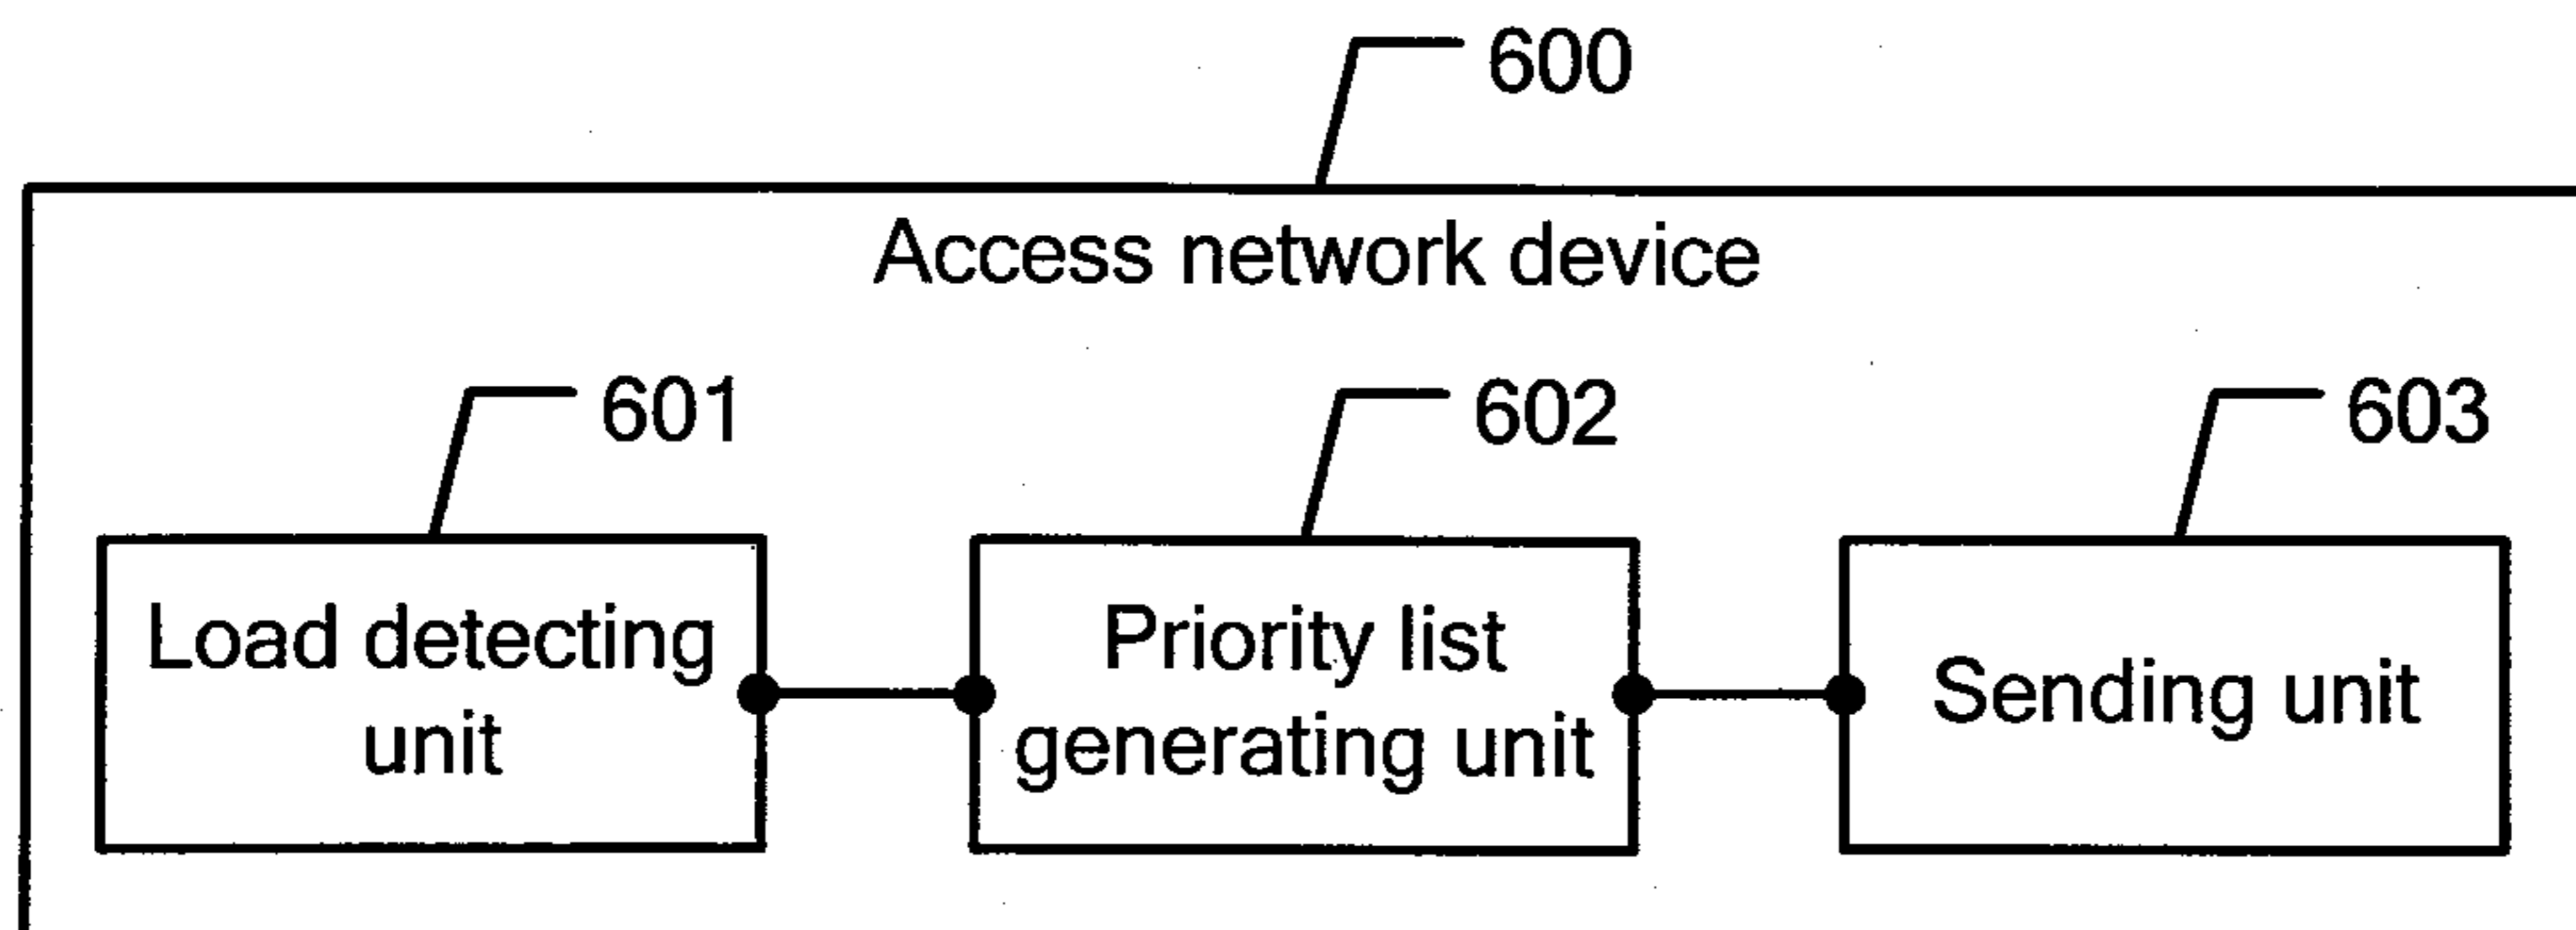 600
Access network device
601
602
603
Load detecting
unit
Priority list
generating unit
Sending unit